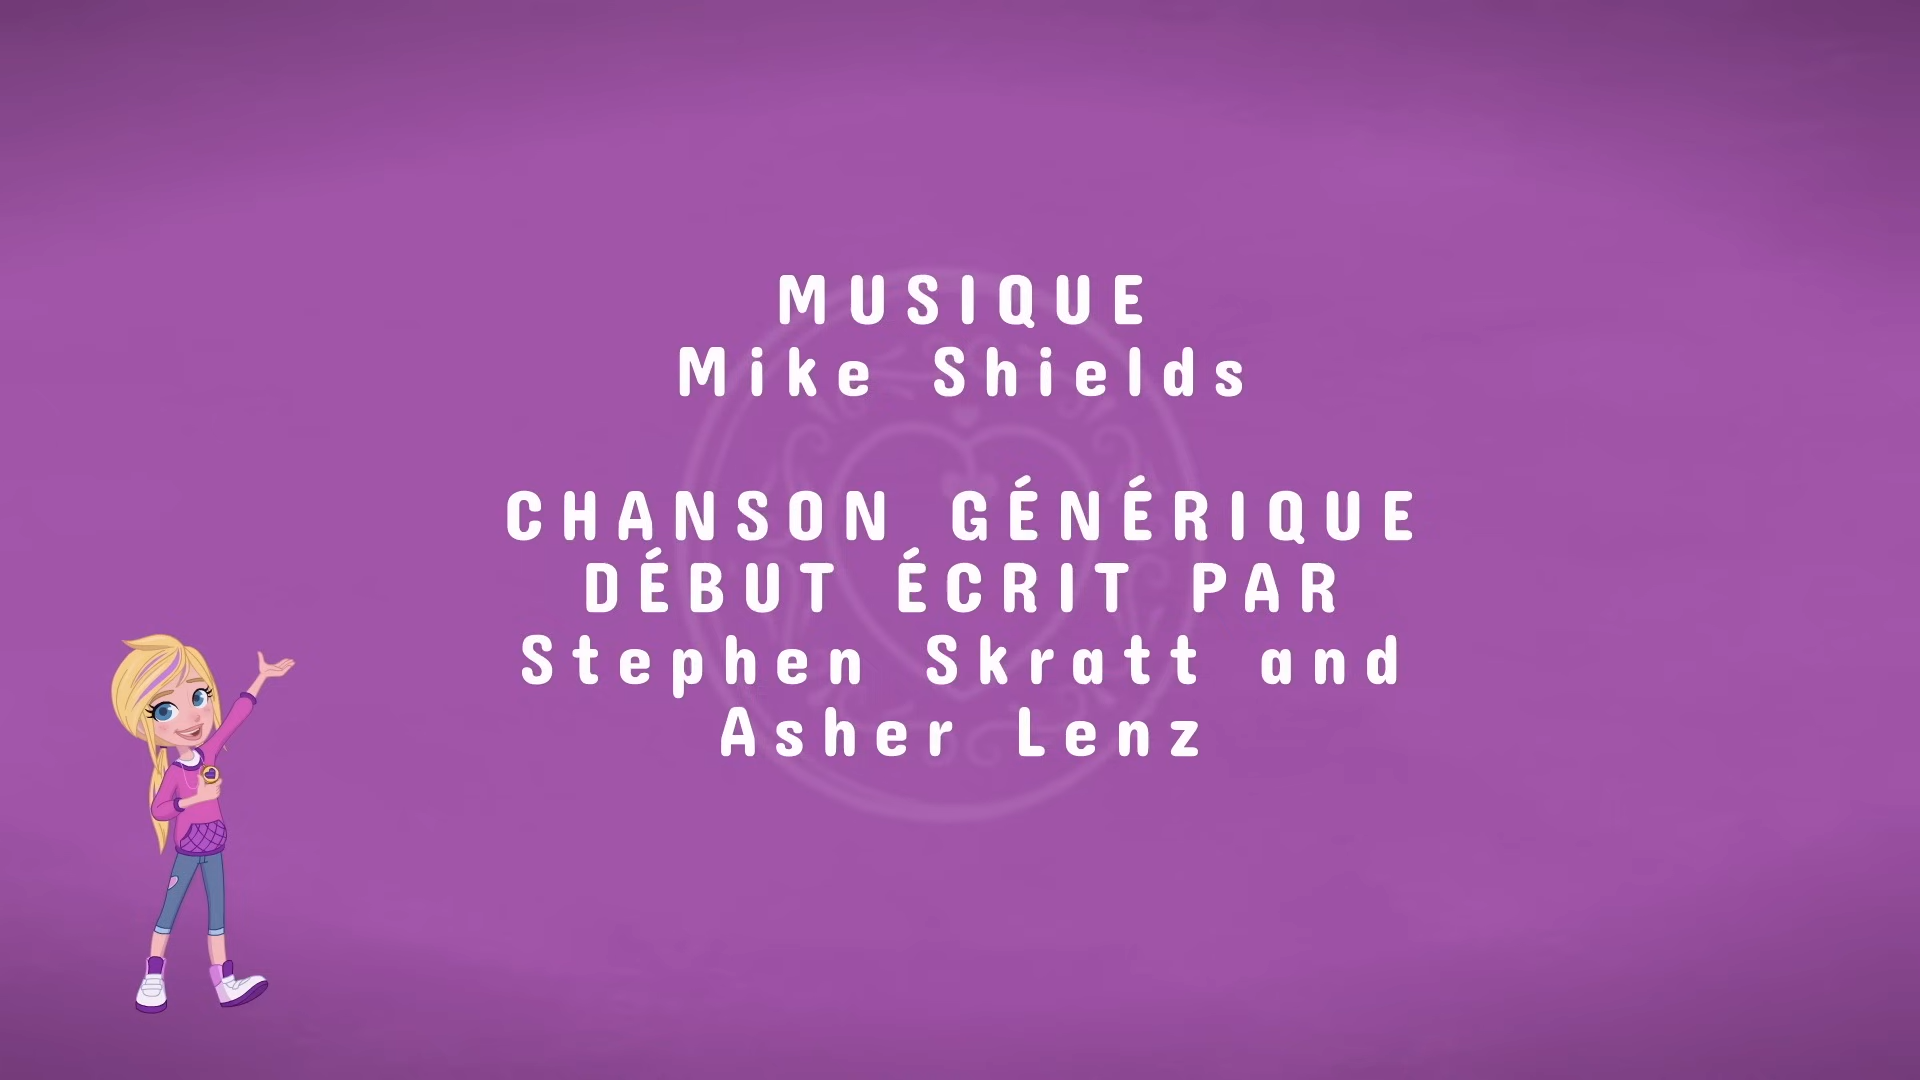 MUSIQUE
Mike Shields
CHANSON GÉNÉRIQUE
DÉBUT ÉCRIT PAR
Stephen Skratt and
Asher Lenz